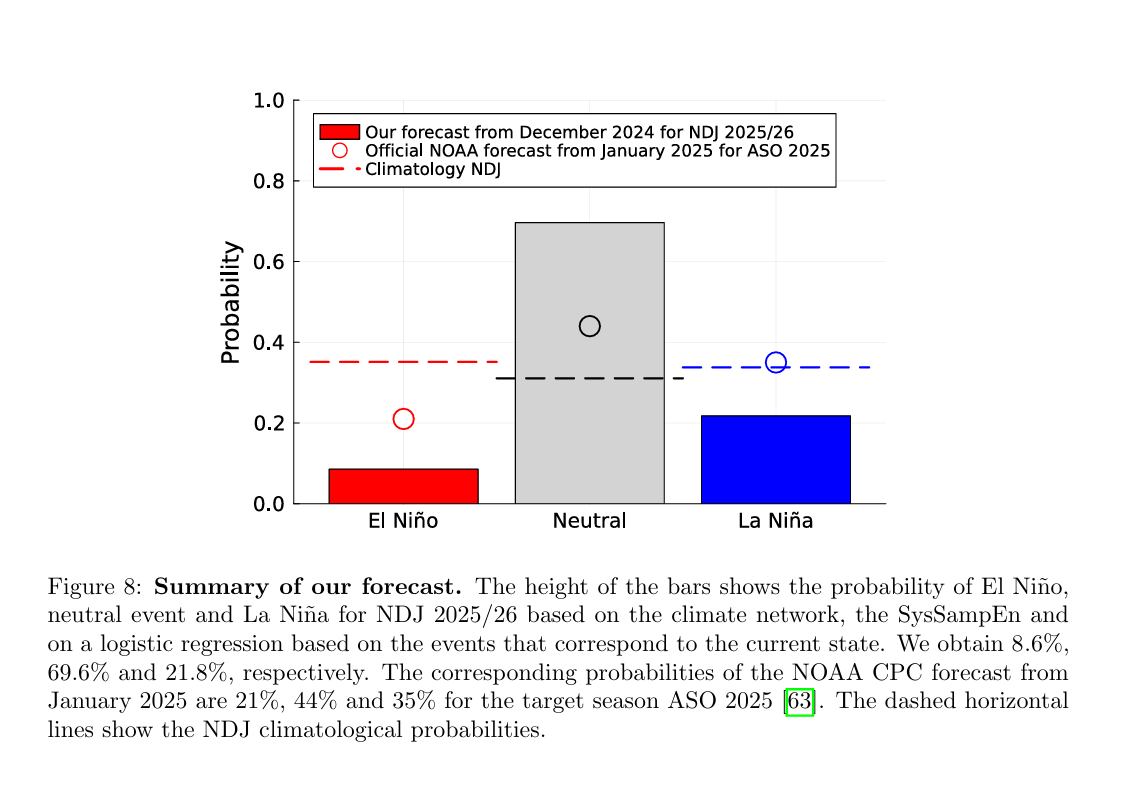 1.0
Our forecast from December 2024 for NDJ 2025/26
Official NOAA forecast from January 2025 for ASO 2025
Climatology NDJ
0.8
0.6
0.4
0.2
0.0
Probability
El Niño Neutral La Niña
Figure 8: Summary of our forecast. The height of the bars shows the probability of El Niño,
neutral event and La Niña for NDJ 2025/26 based on the climate network, the SysSampEn and
on a logistic regression based on the events that correspond to the current state. We obtain 8.6%,
69.6% and 21.8%, respectively. The corresponding probabilities of the NOAA CPC forecast from
January 2025 are 21%, 44% and 35% for the target season ASO 2025 [63]. The dashed horizontal
lines show the NDJ climatological probabilities.